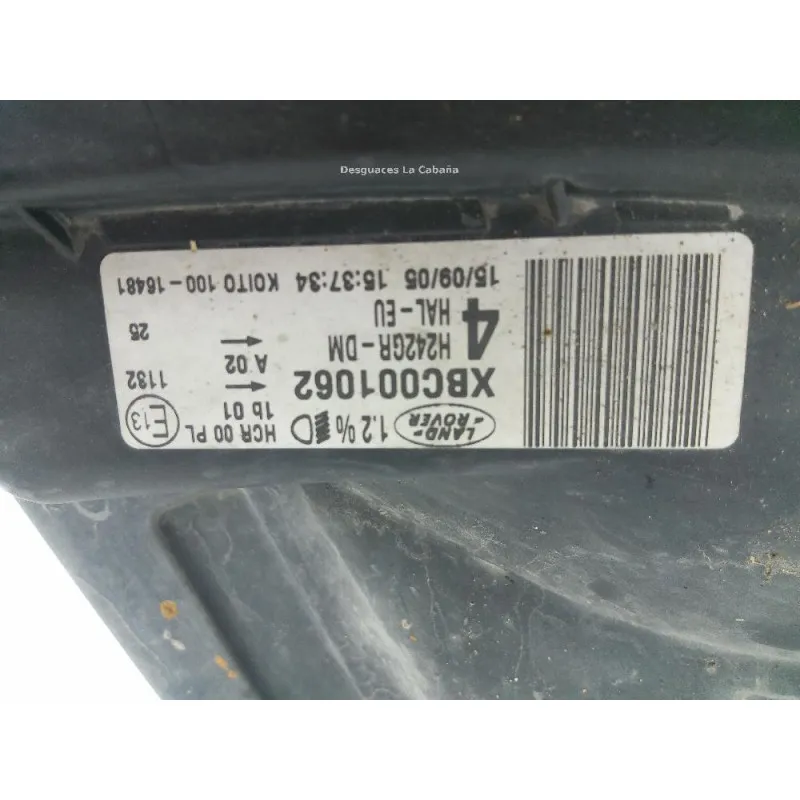 Desguaces La Cabaña
LAND-
-ROVER
1.2%
HCR 00 PL
1b 01
E13
XBC001062
A 02
1132
4
H242GR-DM
HAL-EU
25
15/09/05 15:37:34 KOITO 100-16481